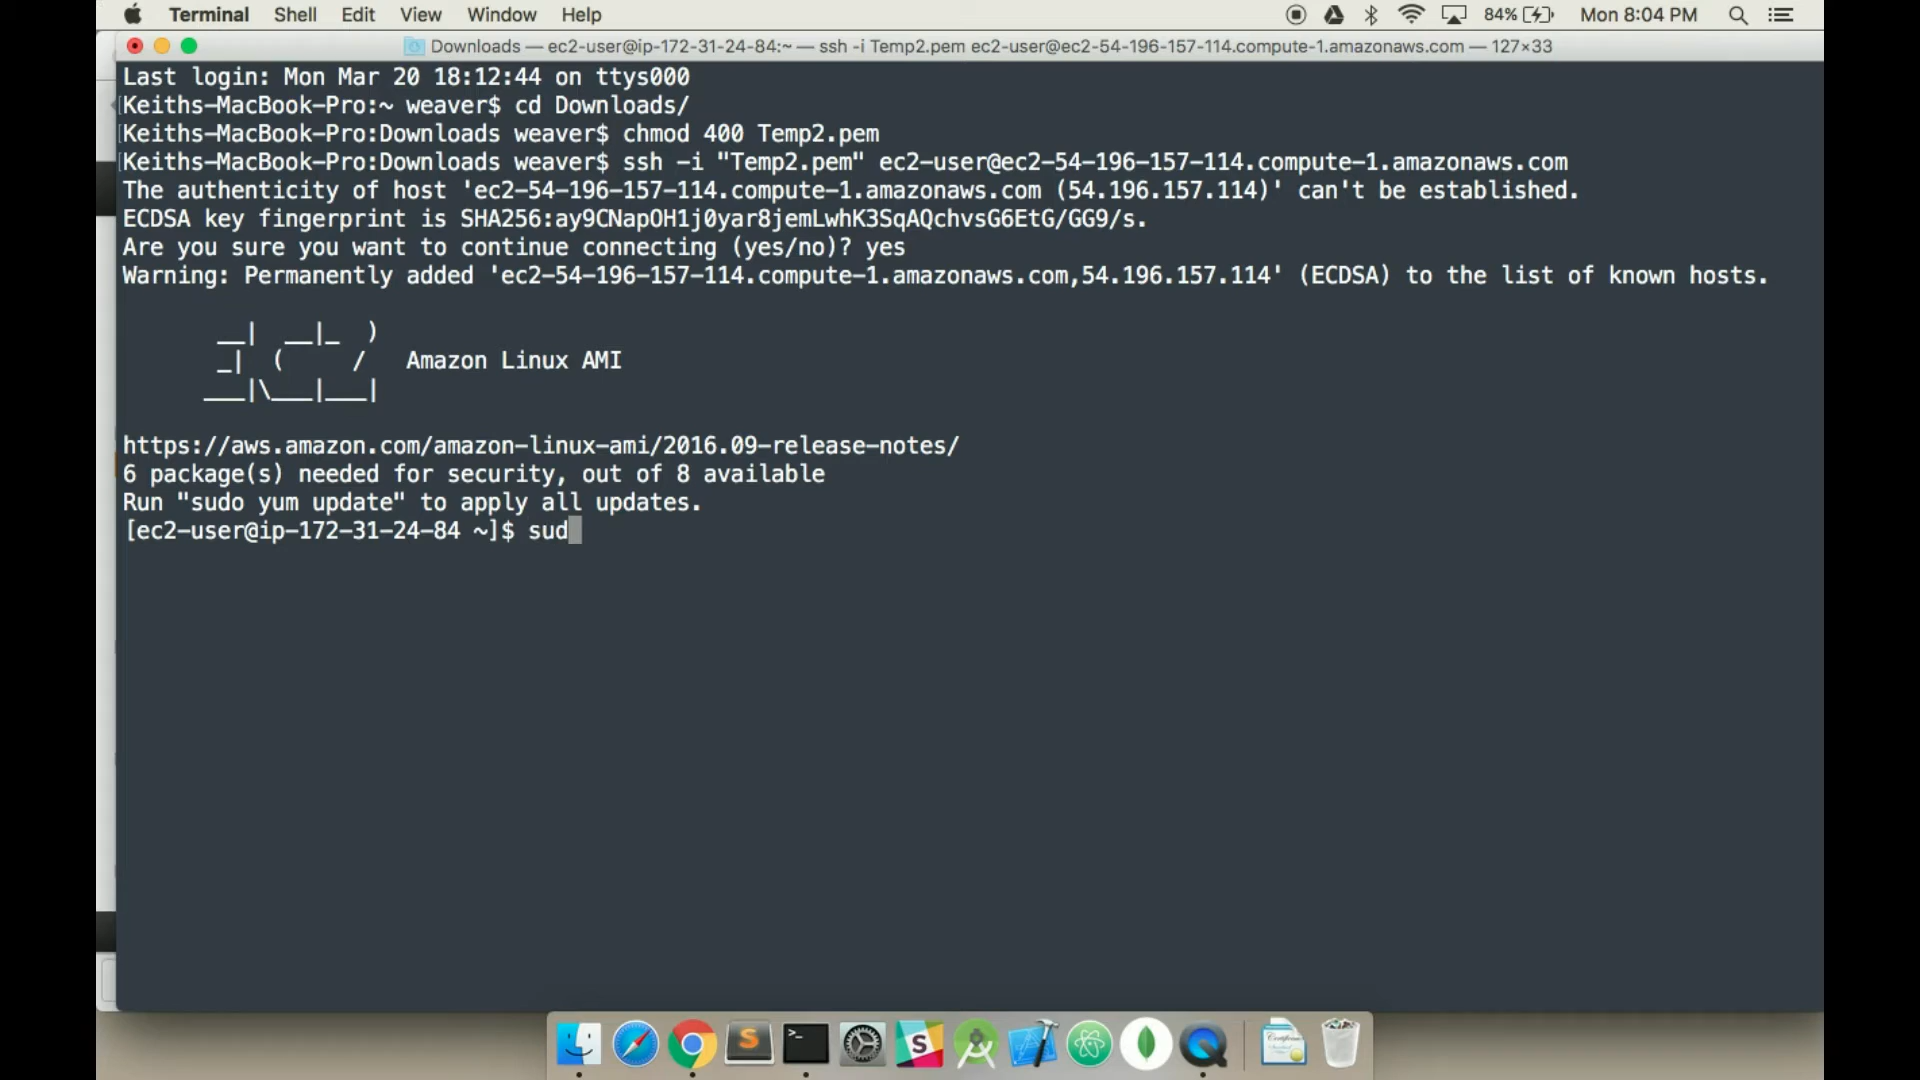 Terminal Shell Edit View Window Help 84% Mon 8:04 PM
Downloads — ec2-user@ip-172-31-24-84:~ — ssh -i Temp2.pem ec2-user@ec2-54-196-157-114.compute-1.amazonaws.com — 127×33
Last login: Mon Mar 20 18:12:44 on ttys000
Keiths-MacBook-Pro:~ weaver$ cd Downloads/
Keiths-MacBook-Pro:Downloads weaver$ chmod 400 Temp2.pem
Keiths-MacBook-Pro:Downloads weaver$ ssh -i "Temp2.pem" ec2-user@ec2-54-196-157-114.compute-1.amazonaws.com
The authenticity of host 'ec2-54-196-157-114.compute-1.amazonaws.com (54.196.157.114)' can't be established.
ECDSA key fingerprint is SHA256:ay9CNapOH1j0yar8jemLwhK3SqAQchvsG6EtG/GG9/s.
Are you sure you want to continue connecting (yes/no)? yes
Warning: Permanently added 'ec2-54-196-157-114.compute-1.amazonaws.com,54.196.157.114' (ECDSA) to the list of known hosts.
__|  __|_  )
_|  (     /   Amazon Linux AMI
___|\___|___|
https://aws.amazon.com/amazon-linux-ami/2016.09-release-notes/
6 package(s) needed for security, out of 8 available
Run "sudo yum update" to apply all updates.
[ec2-user@ip-172-31-24-84 ~]$ sud